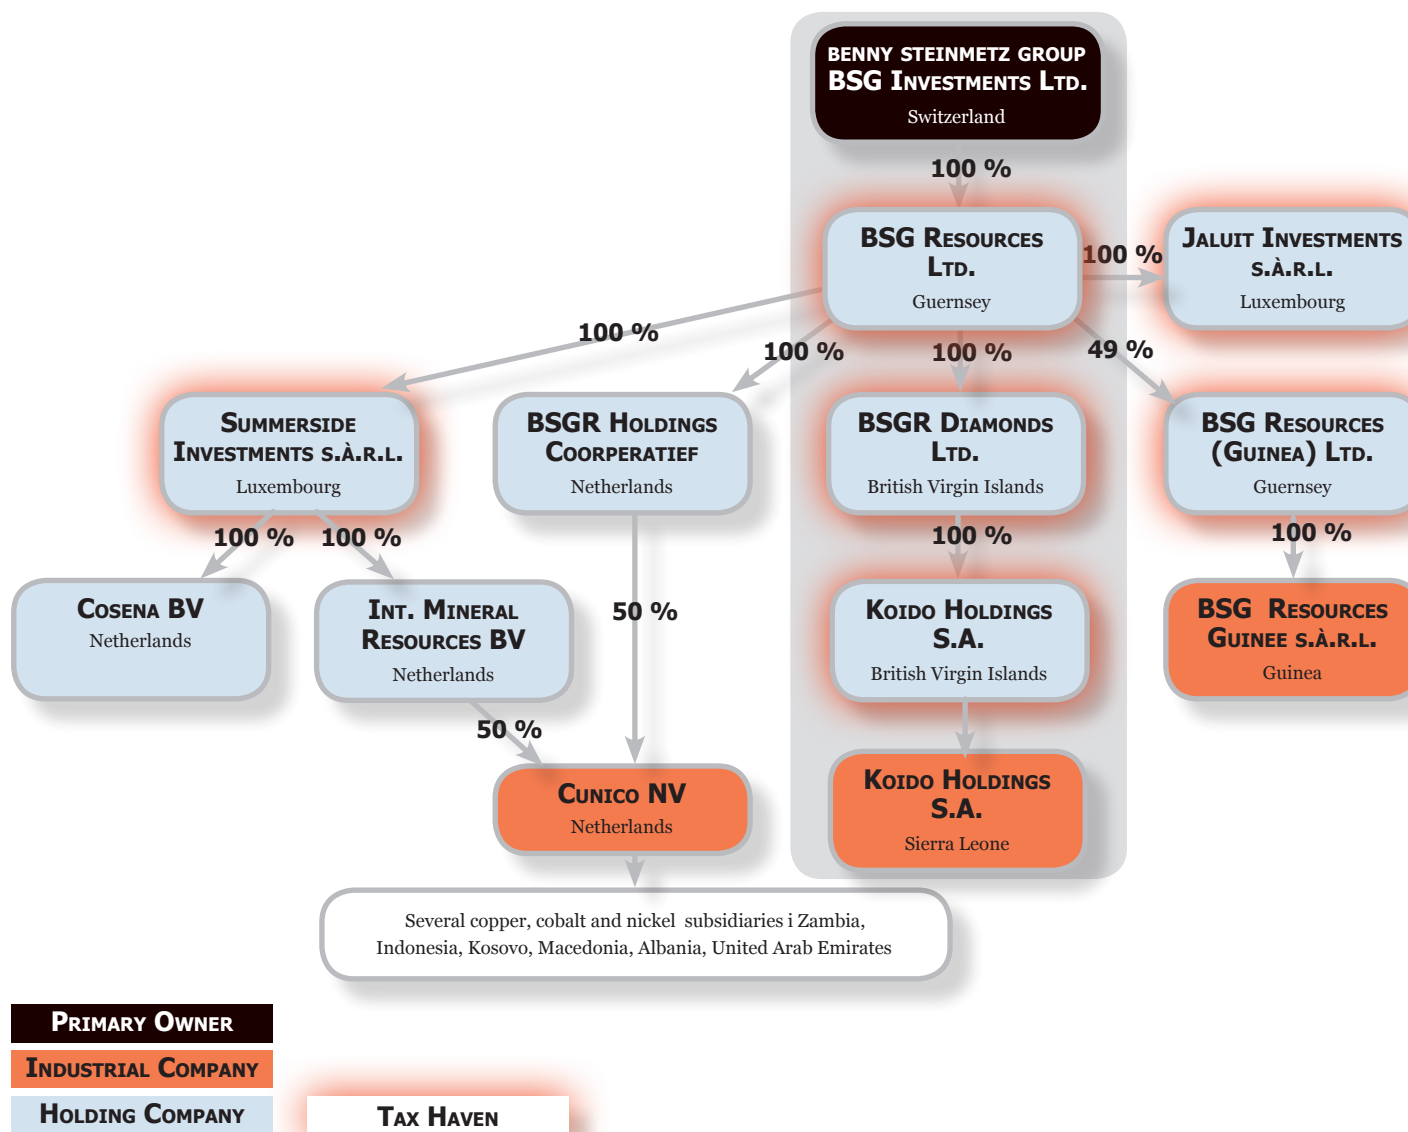 BENNY STEINMETZ GROUP
BSG INVESTMENTS LTD.
Switzerland
100 %
BSG RESOURCES
LTD.
Guernsey
100 %
JALUIT INVESTMENTS
S.À.R.L.
Luxembourg
100 %
100 %
100 %
49 %
SUMMERSIDE
INVESTMENTS S.À.R.L.
Luxembourg
BSGR HOLDINGS
COORPERATIEF
Netherlands
BSGR DIAMONDS
LTD.
British Virgin Islands
BSG RESOURCES
(GUINEA) LTD.
Guernsey
100 %
100 %
100 %
100 %
COSENA BV
Netherlands
INT. MINERAL
RESOURCES BV
Netherlands
50 %
KOIDO HOLDINGS
S.A.
British Virgin Islands
BSG RESOURCES
GUINEE S.À.R.L.
Guinea
50 %
CUNICO NV
Netherlands
KOIDO HOLDINGS
S.A.
Sierra Leone
Several copper, cobalt and nickel subsidiaries i Zambia,
Indonesia, Kosovo, Macedonia, Albania, United Arab Emirates
PRIMARY OWNER
INDUSTRIAL COMPANY
HOLDING COMPANY
TAX HAVEN